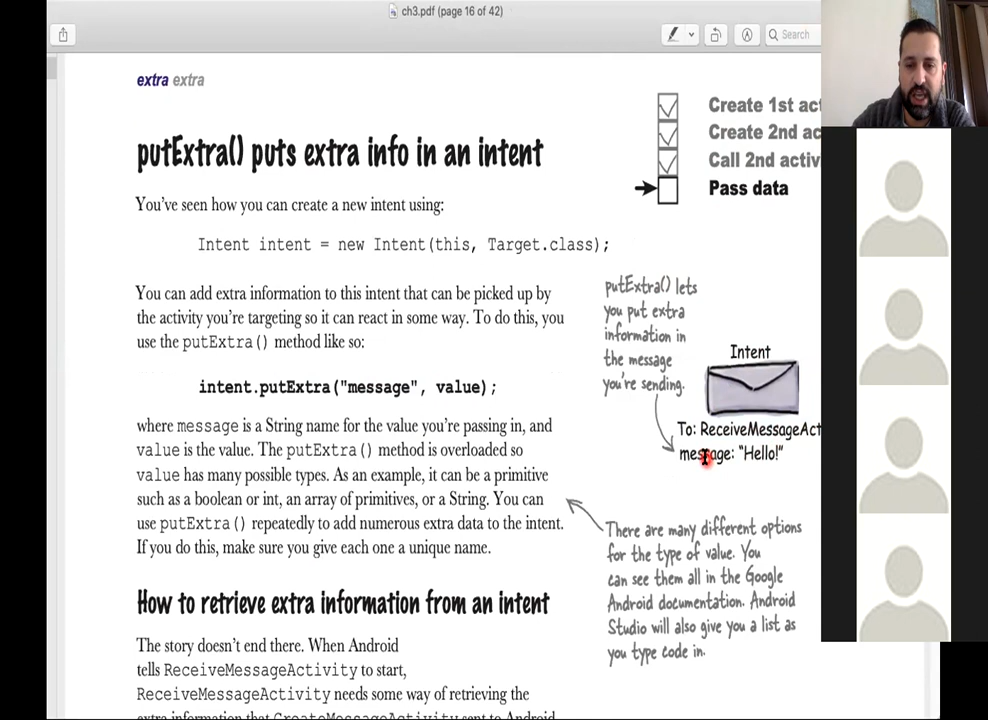 ch3.pdf (page 16 of 42)
Search
extra extra
Create 1st act
Create 2nd ac
Call 2nd activ
Pass data
putExtra() puts extra info in an intent
You've seen how you can create a new intent using:
Intent intent = new Intent(this, Target.class);
You can add extra information to this intent that can be picked up by
the activity you're targeting so it can react in some way. To do this, you
use the putExtra() method like so:
intent.putExtra("message", value);
where message is a String name for the value you're passing in, and
value is the value. The putExtra() method is overloaded so
value has many possible types. As an example, it can be a primitive
such as a boolean or int, an array of primitives, or a String. You can
use putExtra() repeatedly to add numerous extra data to the intent.
If you do this, make sure you give each one a unique name.
putExtra() lets
you put extra
information in
the message
you're sending.
Intent
To: ReceiveMessageAct
message: "Hello!"
There are many different options
for the type of value. You
can see them all in the Google
Android documentation. Android
Studio will also give you a list as
you type code in.
How to retrieve extra information from an intent
The story doesn't end there. When Android
tells ReceiveMessageActivity to start,
ReceiveMessageActivity needs some way of retrieving the
extra information that CreateMessageActivity sent to Android